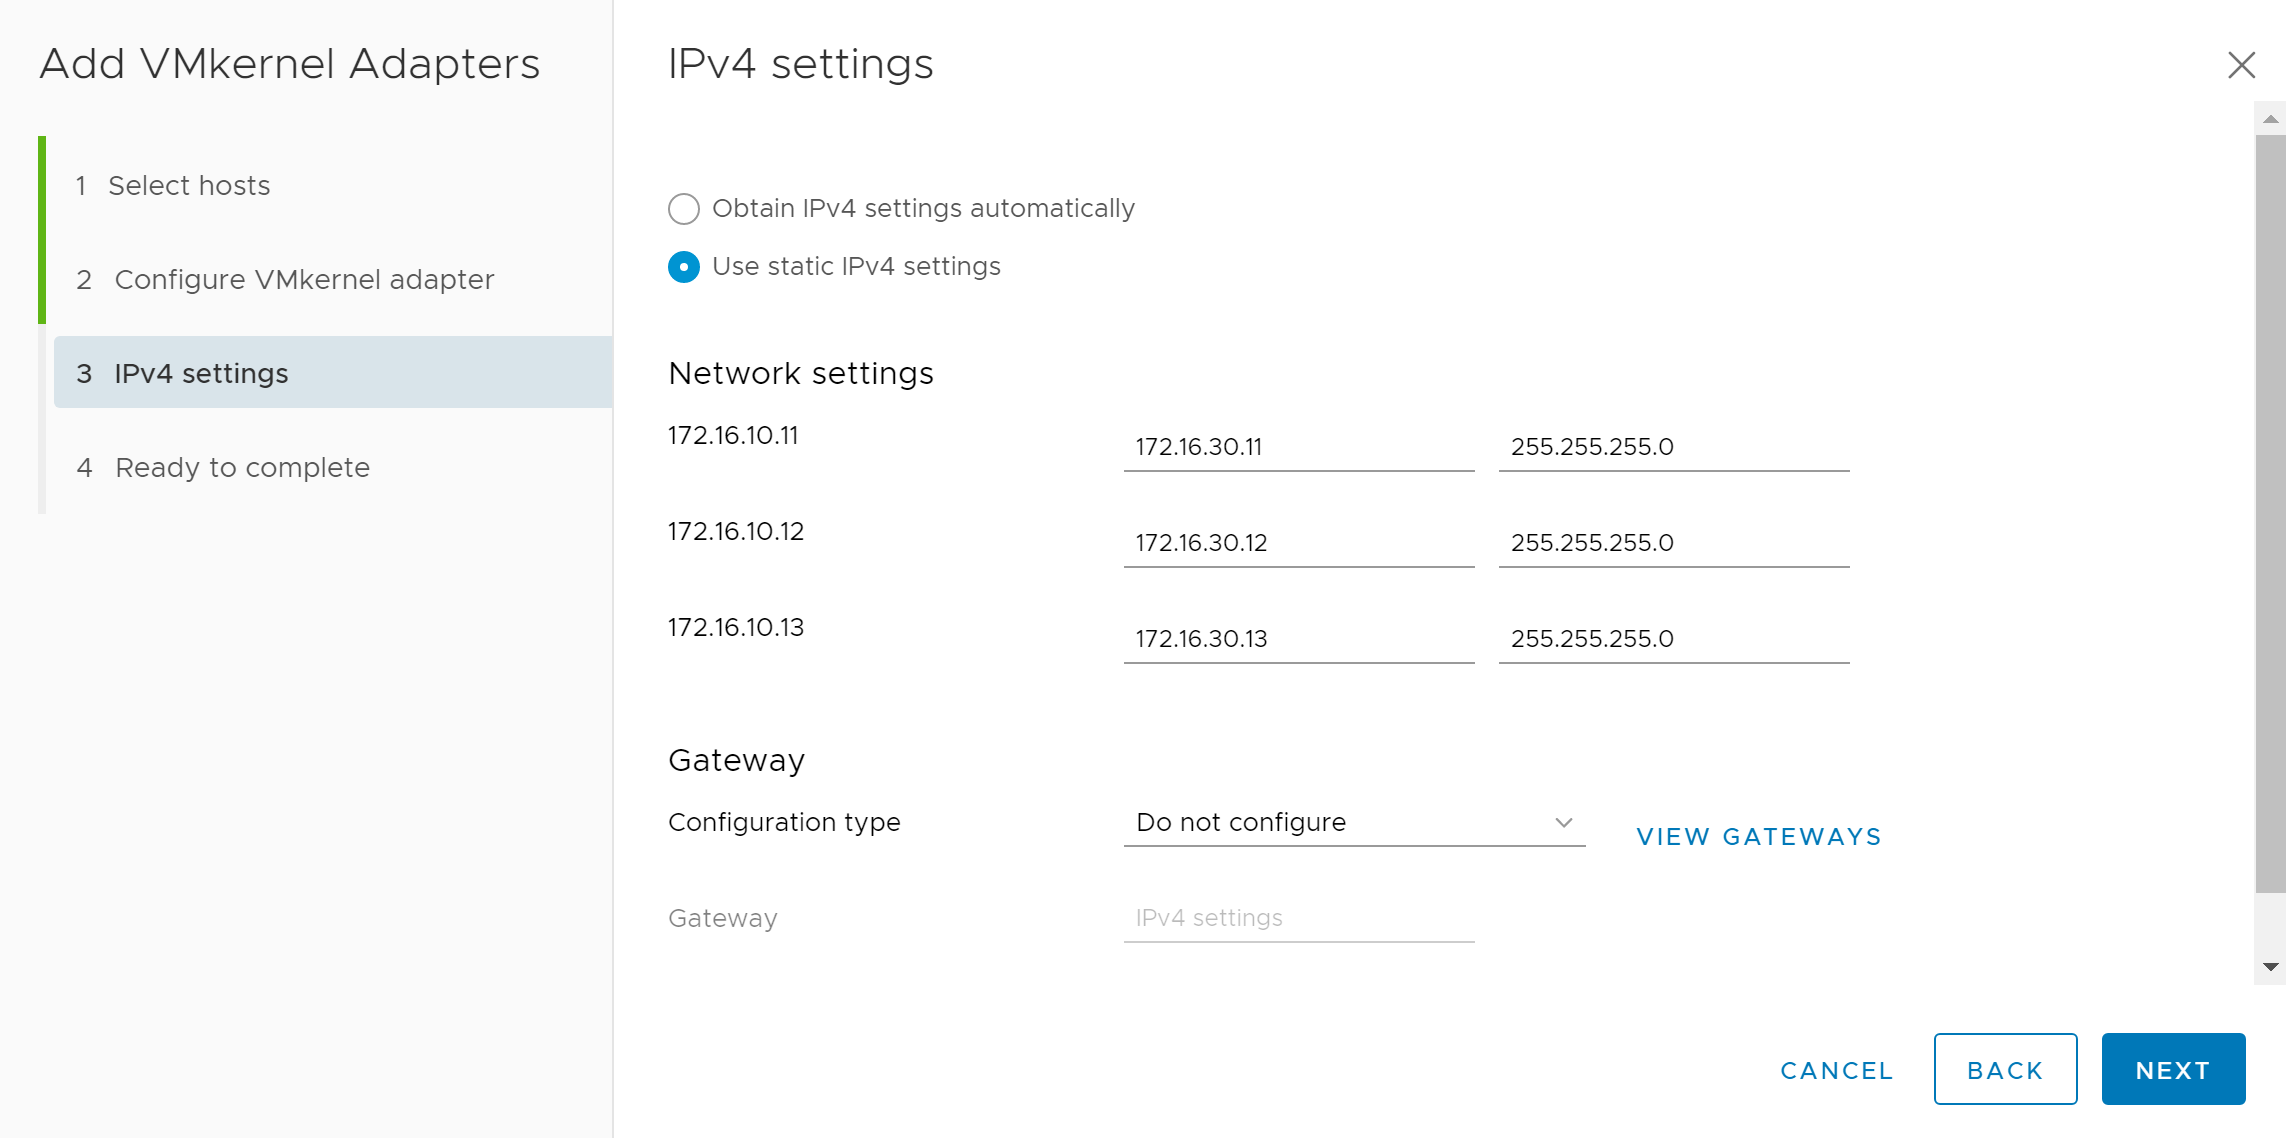 Add VMkernel Adapters
1 Select hosts
2 Configure VMkernel adapter
3 IPv4 settings
4 Ready to complete
IPv4 settings
Obtain IPv4 settings automatically
Use static IPv4 settings
Network settings
172.16.10.11 172.16.30.11 255.255.255.0
172.16.10.12 172.16.30.12 255.255.255.0
172.16.10.13 172.16.30.13 255.255.255.0
Gateway
Configuration type Do not configure VIEW GATEWAYS
Gateway IPv4 settings
CANCEL BACK NEXT